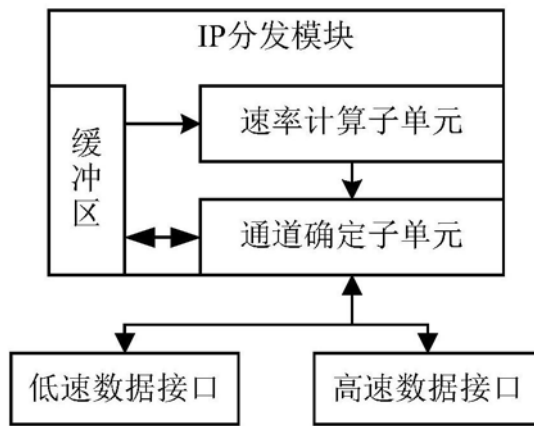 IP分发模块
缓冲区
速率计算子单元
通道确定子单元
低速数据接口
高速数据接口